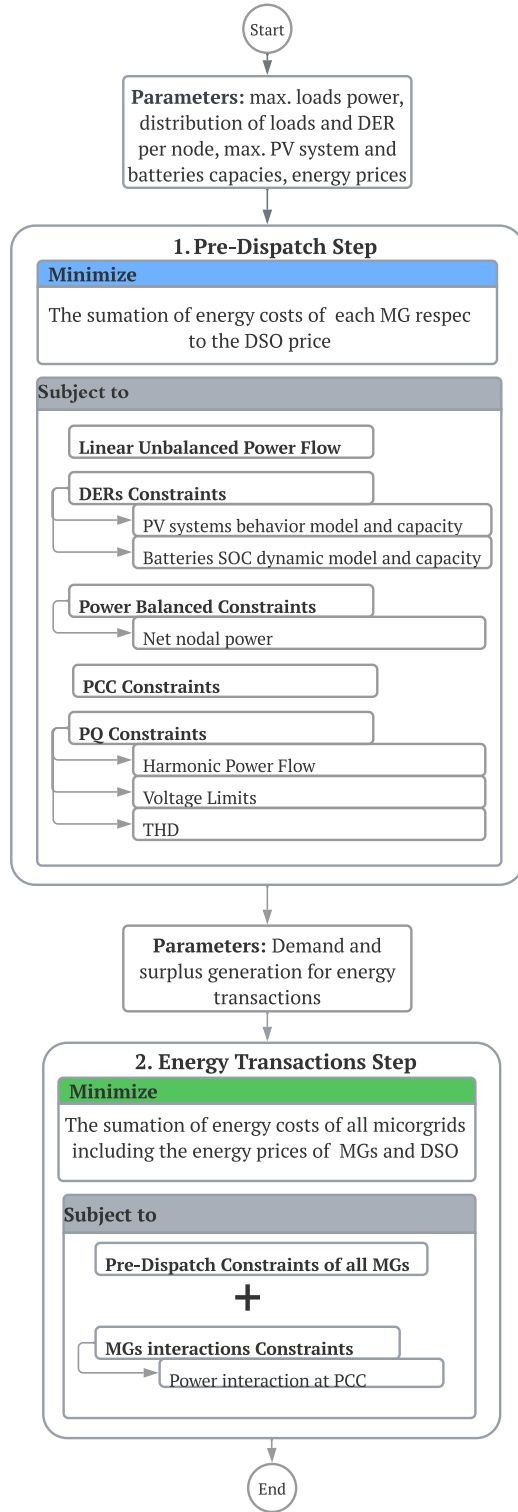 Start
Parameters: max. loads power,
distribution of loads and DER
per node, max. PV system and
batteries capacies, energy prices
1. Pre-Dispatch Step
Minimize
The sumation of energy costs of each MG respec
to the DSO price
Subject to
Linear Unbalanced Power Flow
DERs Constraints
PV systems behavior model and capacity
Batteries SOC dynamic model and capacity
Power Balanced Constraints
Net nodal power
PCC Constraints
PQ Constraints
Harmonic Power Flow
Voltage Limits
THD
Parameters: Demand and
surplus generation for energy
transactions
2. Energy Transactions Step
Minimize
The sumation of energy costs of all micorgrids
including the energy prices of MGs and DSO
Subject to
Pre-Dispatch Constraints of all MGs
+
MGs interactions Constraints
Power interaction at PCC
End